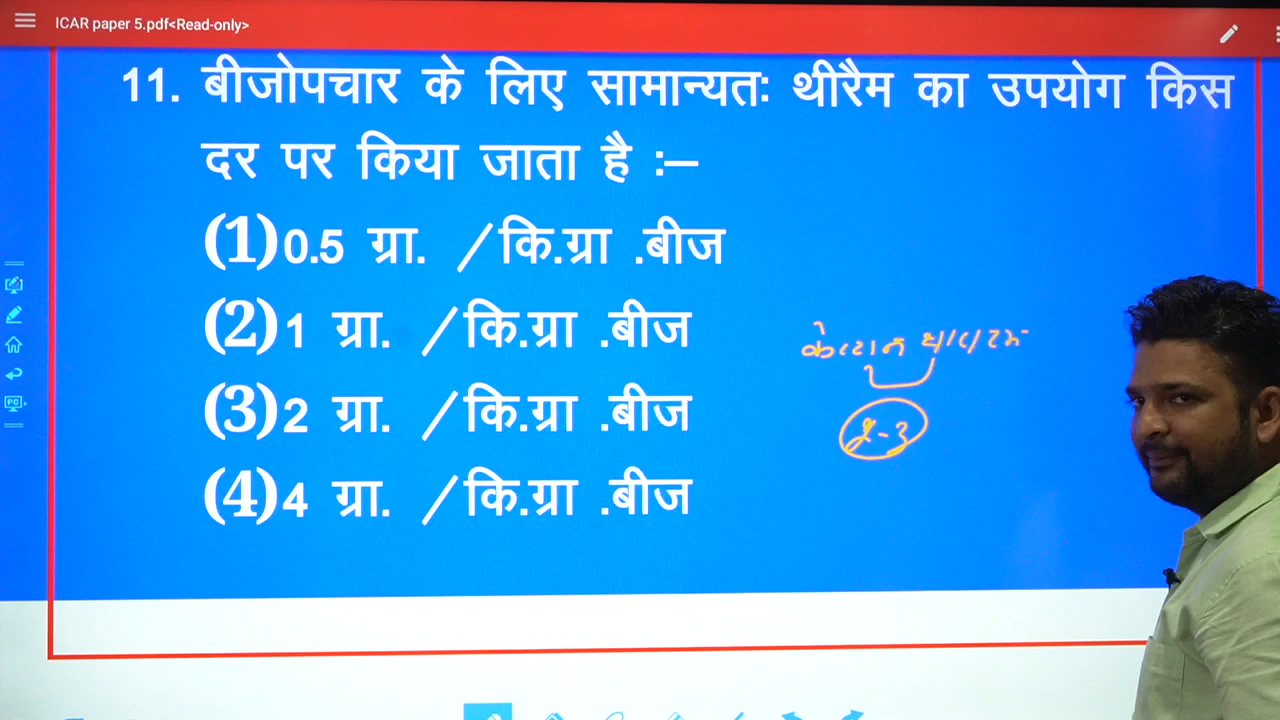 ICAR paper 5.pdf<Read-only>
11. बीजोपचार के लिए सामान्यतः थीरैम का उपयोग किस
दर पर किया जाता है :–
(1) 0.5 ग्रा. /कि.ग्रा .बीज
(2) 1 ग्रा. /कि.ग्रा .बीज
(3) 2 ग्रा. /कि.ग्रा .बीज
(4) 4 ग्रा. /कि.ग्रा .बीज
PC